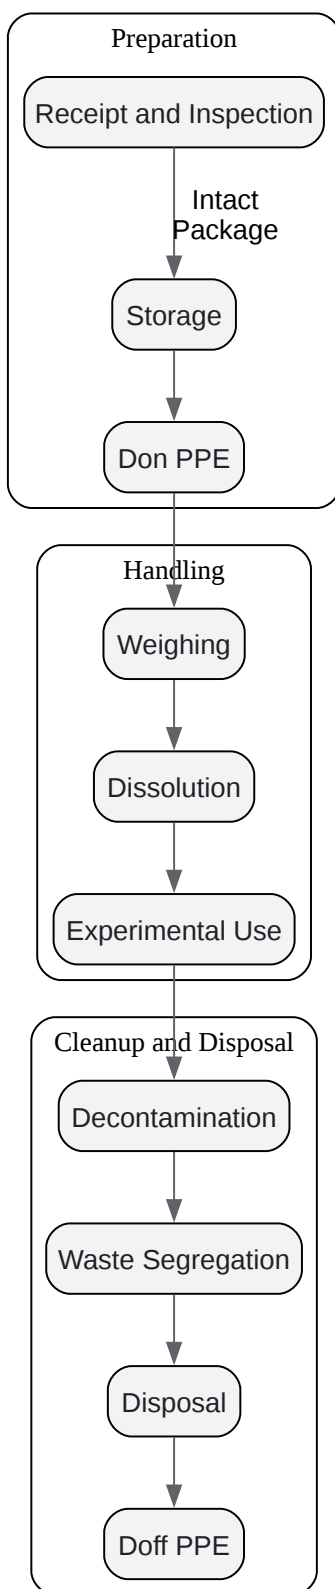 Preparation
Receipt and Inspection
Intact
Package
Storage
Don PPE
Handling
Weighing
Dissolution
Experimental Use
Cleanup and Disposal
Decontamination
Waste Segregation
Disposal
Doff PPE